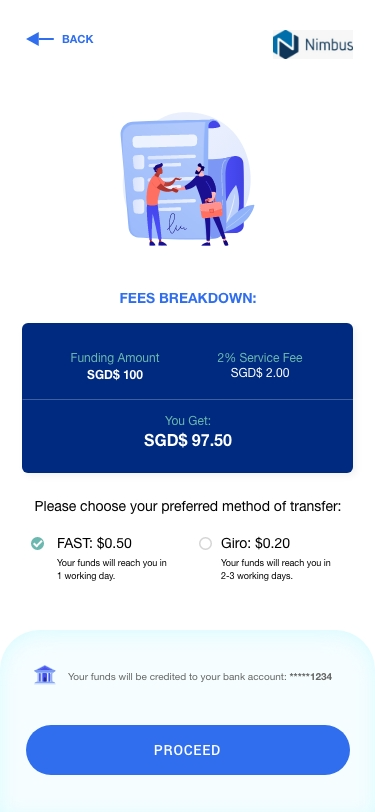 BACK
Nimbus
FEES BREAKDOWN:
Funding Amount
SGD$ 100
2% Service Fee
SGD$ 2.00
You Get:
SGD$ 97.50
Please choose your preferred method of transfer:
FAST: $0.50
Your funds will reach you in
1 working day.
Giro: $0.20
Your funds will reach you in
2-3 working days.
Your funds will be credited to your bank account: *****1234
PROCEED